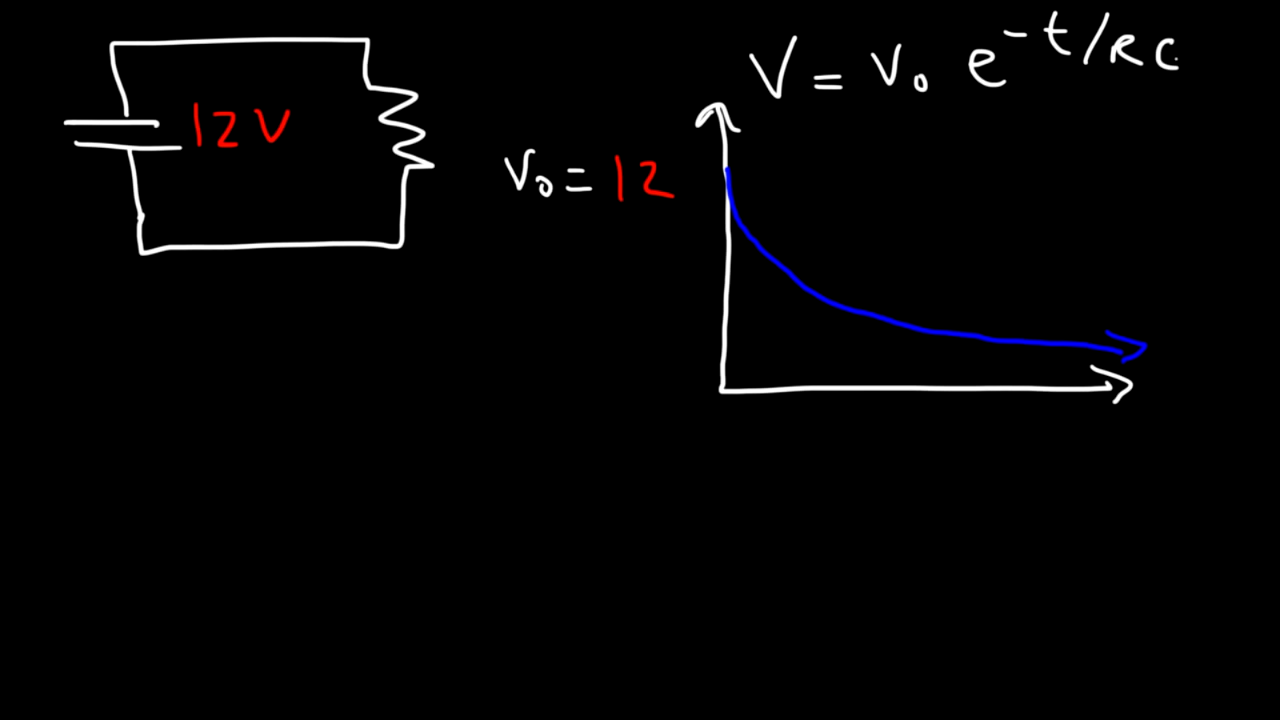 V = V₀ e^-t/RC
12V
V₀ = 12